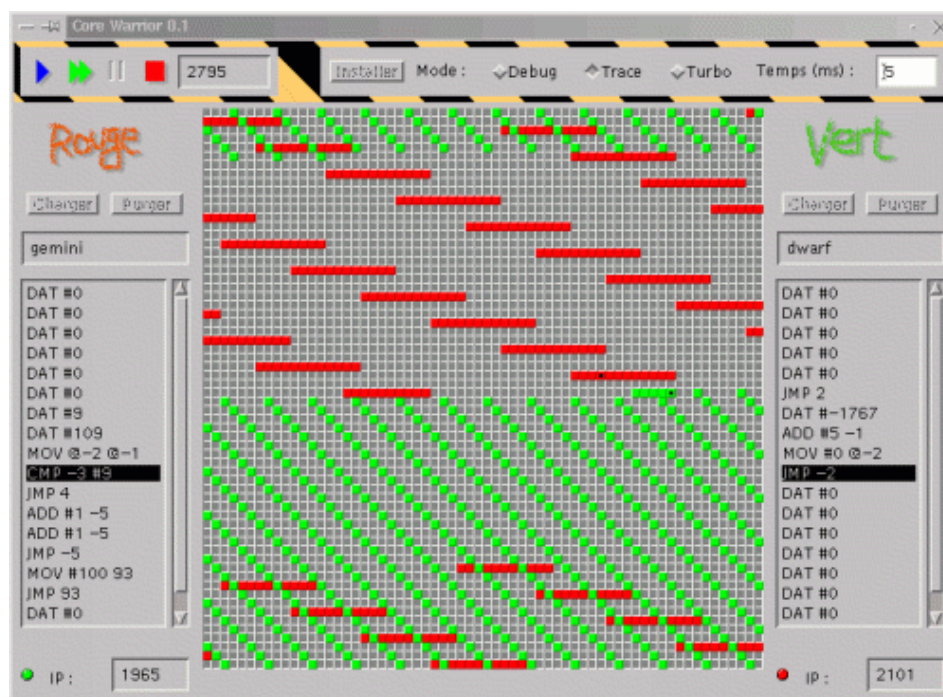 Core Warrior 0.1
2795
Installer Mode : Debug Trace Turbo Temps (ms) : 5
Rouge
Vert
Charger Purger
Charger Purger
gemini
dwarf
DAT #0
DAT #0
DAT #0
DAT #0
DAT #0
DAT #0
DAT #9
DAT #109
MOV @-2 @-1
CMP -3 #9
JMP 4
ADD #1 -5
ADD #1 -5
JMP -5
MOV #100 93
JMP 93
DAT #0
DAT #0
DAT #0
DAT #0
DAT #0
DAT #0
JMP 2
DAT #-1767
ADD #5 -1
MOV #0 @-2
JMP -2
DAT #0
DAT #0
DAT #0
DAT #0
DAT #0
DAT #0
DAT #0
IP : 1965
IP : 2101